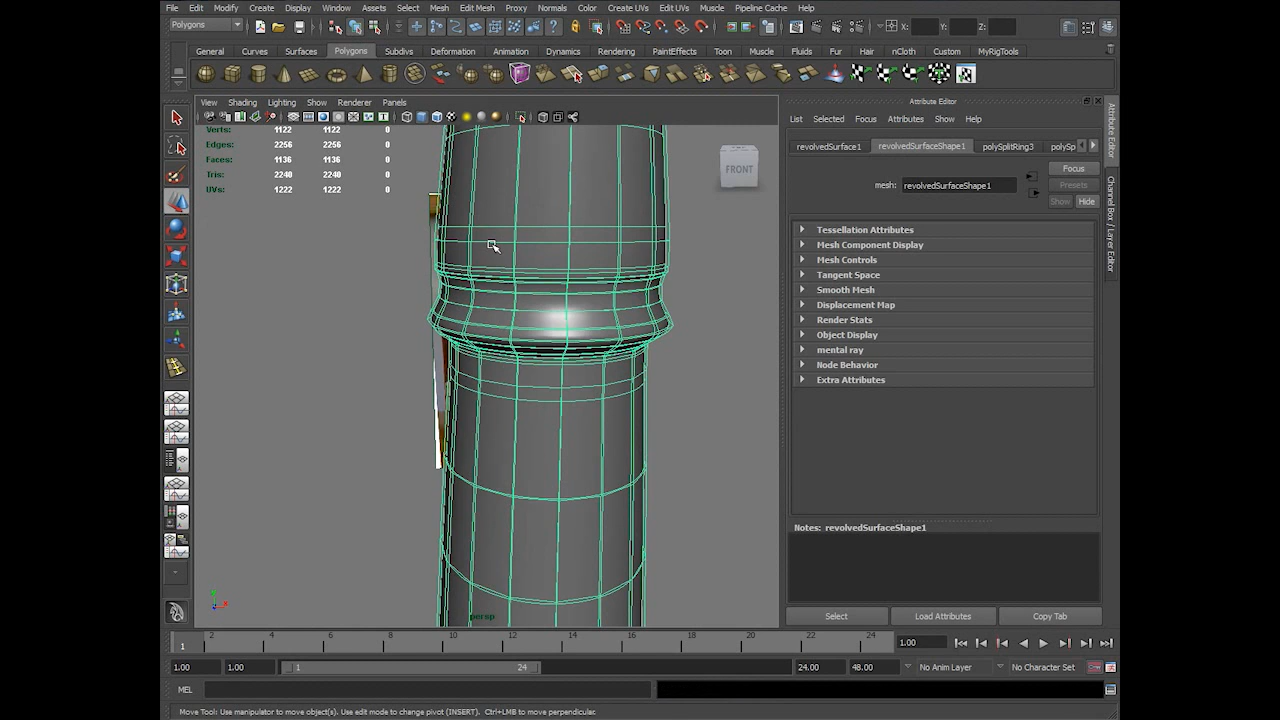 File Edit Modify Create Display Window Assets Select Mesh Edit Mesh Proxy Normals Color Create UVs Edit UVs Muscle Pipeline Cache Help
Polygons X: Y: Z:
General Curves Surfaces Polygons Subdivs Deformation Animation Dynamics Rendering PaintEffects Toon Muscle Fluids Fur Hair nCloth Custom MyRigTools
View Shading Lighting Show Renderer Panels
Attribute Editor
List Selected Focus Attributes Show Help
Verts: 1122 1122 0
Edges: 2256 2256 0
Faces: 1136 1136 0
Tris: 2240 2240 0
UVs: 1222 1222 0
FRONT
revolvedSurface1 revolvedSurfaceShape1 polySplitRing3 polySp
Focus
mesh: revolvedSurfaceShape1 Presets
Show Hide
Tessellation Attributes
Mesh Component Display
Mesh Controls
Tangent Space
Smooth Mesh
Displacement Map
Render Stats
Object Display
mental ray
Node Behavior
Extra Attributes
Notes: revolvedSurfaceShape1
Select Load Attributes Copy Tab
Attribute Editor
Channel Box / Layer Editor
persp
1 2 4 6 8 10 12 14 16 18 20 22 24 1.00
1.00 1.00 1 24 24.00 48.00 No Anim Layer No Character Set
MEL
Move Tool: Use manipulator to move object(s). Use edit mode to change pivot (INSERT). Ctrl+LMB to move perpendicular.